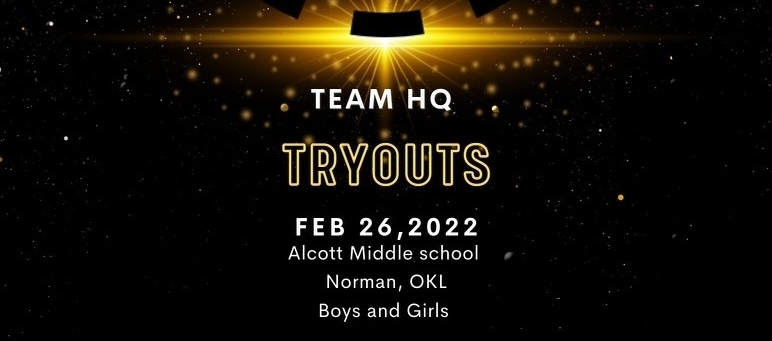 TEAM HQ
TRYOUTS
FEB 26,2022
Alcott Middle school
Norman, OKL
Boys and Girls